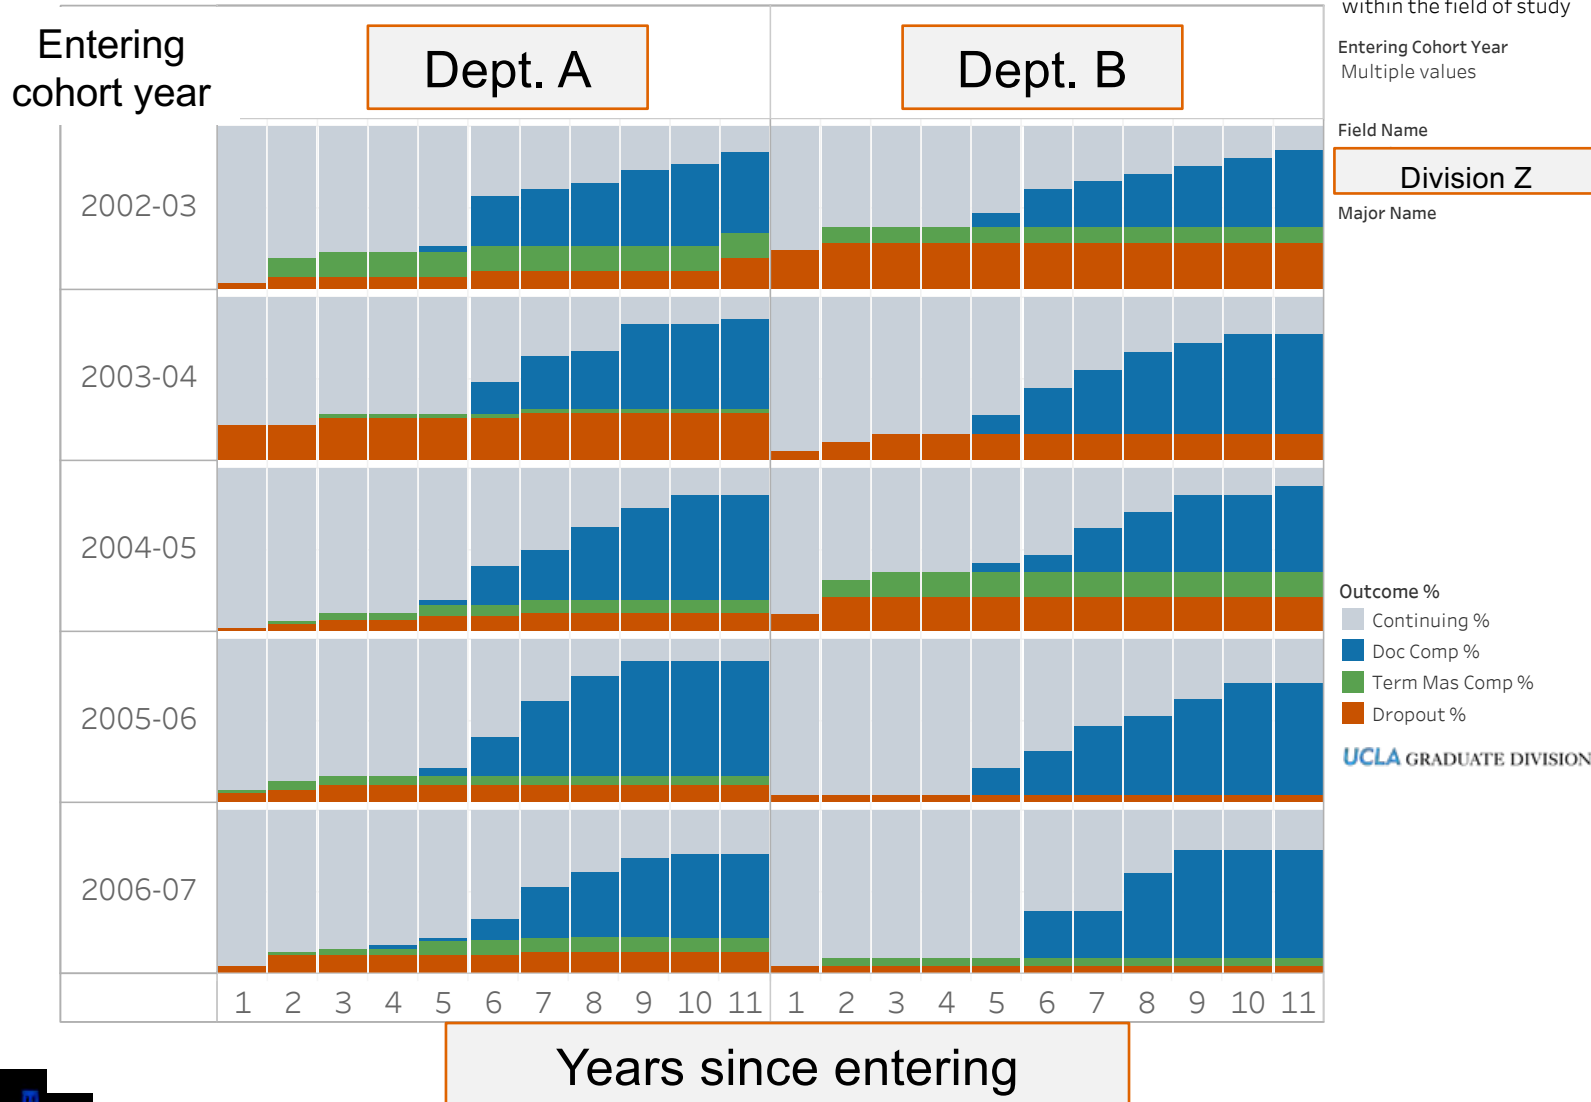 within the field of study
Entering
cohort year
Dept. A
Dept. B
Entering Cohort Year
Multiple values
Field Name
Division Z
Major Name
2002-03
2003-04
2004-05
2005-06
2006-07
Outcome %
Continuing %
Doc Comp %
Term Mas Comp %
Dropout %
UCLA GRADUATE DIVISION
1 2 3 4 5 6 7 8 9 10 11 1 2 3 4 5 6 7 8 9 10 11
Years since entering